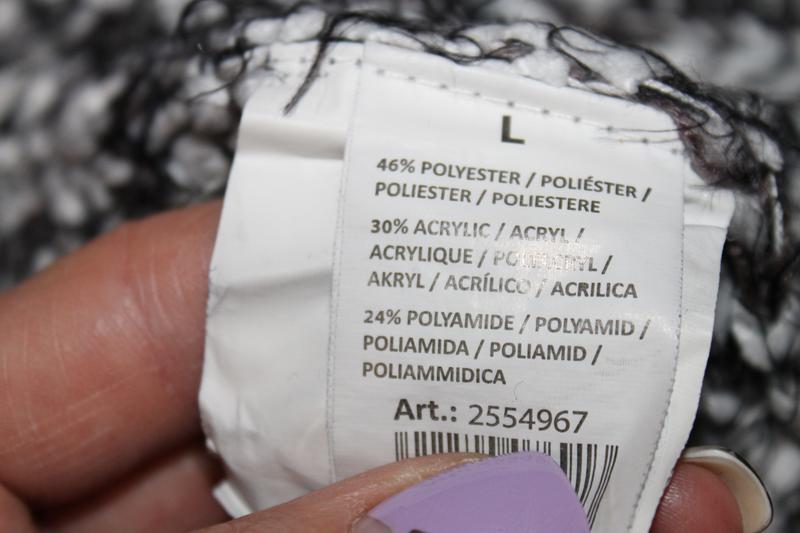 L
46% POLYESTER / POLIÉSTER /
POLIESTER / POLIESTERE
30% ACRYLIC / ACRYL /
ACRYLIQUE / /
AKRYL / ACRÍLICO / ACRILICA
24% POLYAMIDE / POLYAMID /
POLIAMIDA / POLIAMID /
POLIAMMIDICA
Art.: 2554967